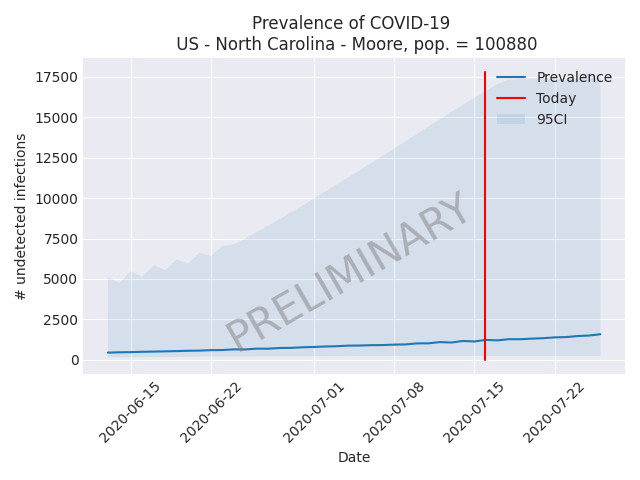 Prevalence of COVID-19
US - North Carolina - Moore, pop. = 100880
17500
15000
12500
10000
7500
5000
2500
0
# undetected infections
Prevalence
Today
95CI
PRELIMINARY
2020-06-15
2020-06-22
2020-07-01
2020-07-08
2020-07-15
2020-07-22
Date